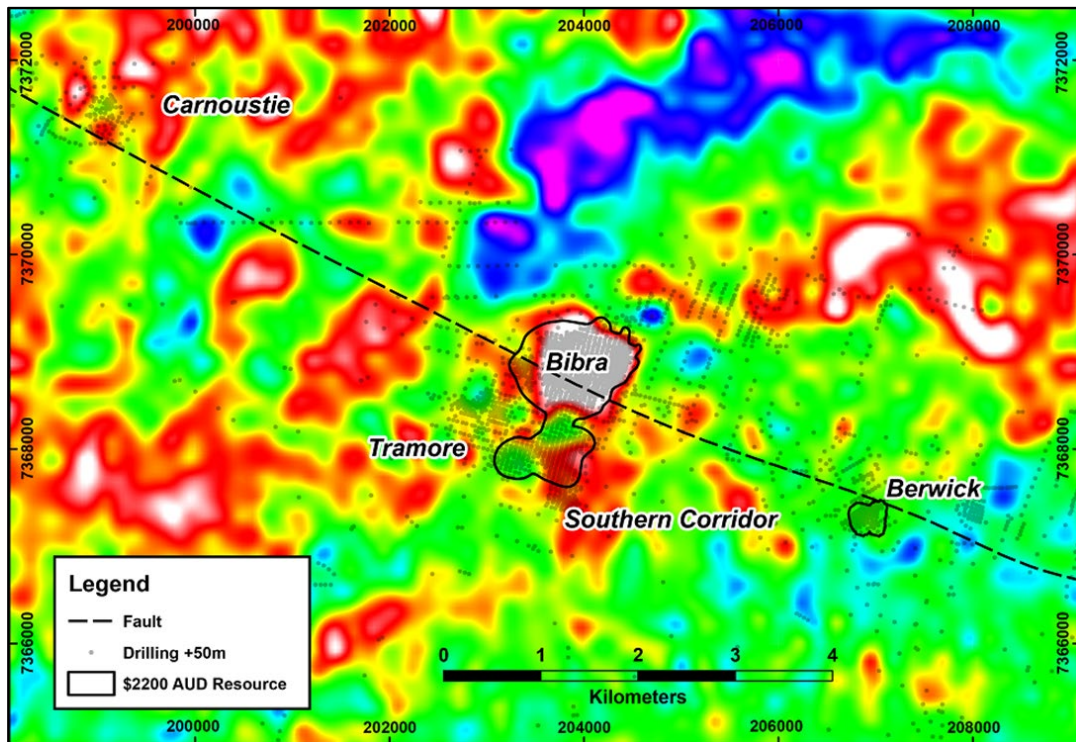 200000
202000
204000
206000
208000
7372000
7372000
Carnoustie
7370000
7370000
Bibra
Tramore
7368000
7368000
Berwick
Southern Corridor
Legend
Fault
Drilling +50m
$2200 AUD Resource
7366000
7366000
0 1 2 3 4
Kilometers
200000
202000
204000
206000
208000